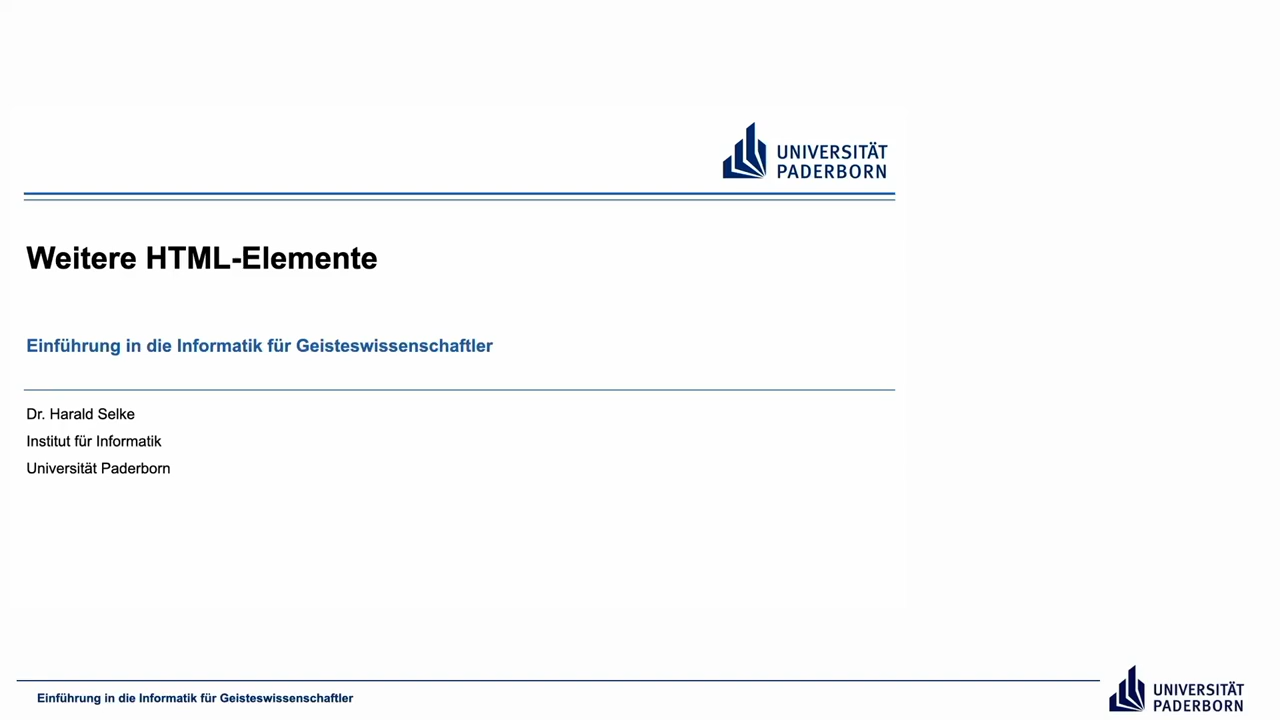 UNIVERSITÄT
PADERBORN
Weitere HTML-Elemente
Einführung in die Informatik für Geisteswissenschaftler
Dr. Harald Selke
Institut für Informatik
Universität Paderborn
Einführung in die Informatik für Geisteswissenschaftler
UNIVERSITÄT
PADERBORN